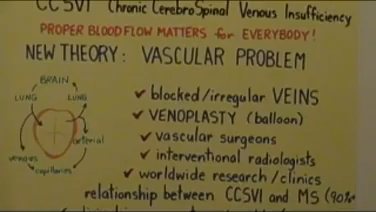 CCSVI Chronic CerebroSpinal Venous Insufficiency
PROPER BLOOD FLOW MATTERS for EVERYBODY!
NEW THEORY: VASCULAR PROBLEM
BRAIN
LUNG LUNG
arterial
venous
capillaries
✔ blocked/irregular VEINS
✔ VENOPLASTY (balloon)
✔ vascular surgeons
✔ interventional radiologists
✔ worldwide research/clinics
relationship between CCSVI and MS (90%